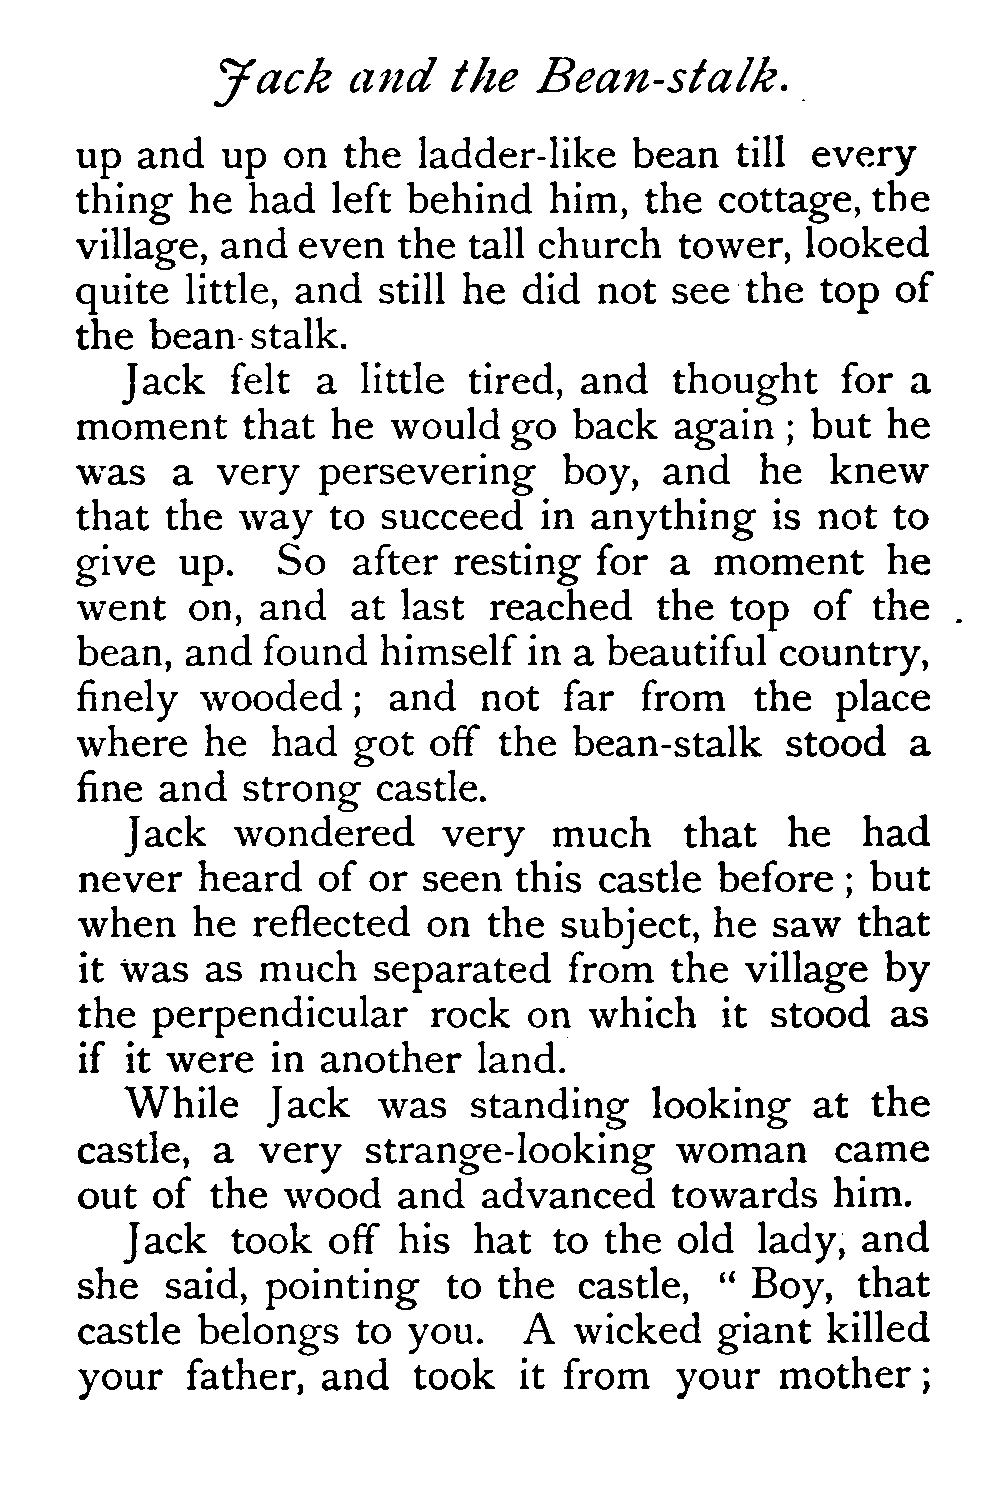 Jack and the Bean-stalk.
up and up on the ladder-like bean till every
thing he had left behind him, the cottage, the
village, and even the tall church tower, looked
quite little, and still he did not see the top of
the bean-stalk.
Jack felt a little tired, and thought for a
moment that he would go back again ; but he
was a very persevering boy, and he knew
that the way to succeed in anything is not to
give up. So after resting for a moment he
went on, and at last reached the top of the
bean, and found himself in a beautiful country,
finely wooded ; and not far from the place
where he had got off the bean-stalk stood a
fine and strong castle.
Jack wondered very much that he had
never heard of or seen this castle before ; but
when he reflected on the subject, he saw that
it was as much separated from the village by
the perpendicular rock on which it stood as
if it were in another land.
While Jack was standing looking at the
castle, a very strange-looking woman came
out of the wood and advanced towards him.
Jack took off his hat to the old lady, and
she said, pointing to the castle, “ Boy, that
castle belongs to you. A wicked giant killed
your father, and took it from your mother ;